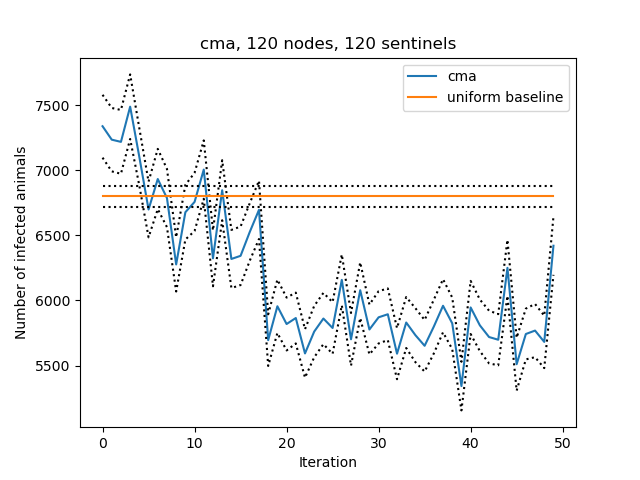 cma, 120 nodes, 120 sentinels
cma
uniform baseline
Number of infected animals
7500
7000
6500
6000
5500
0 10 20 30 40 50
Iteration